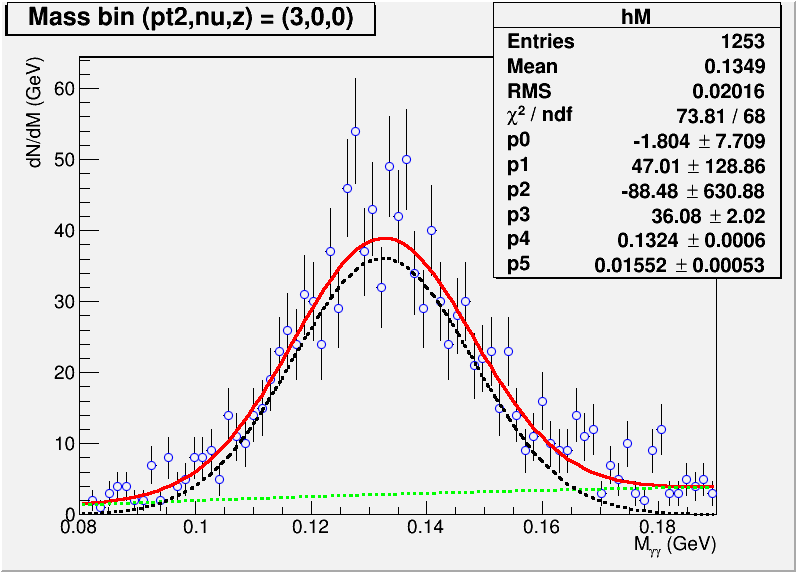 Mass bin (pt2,nu,z) = (3,0,0)
hM
Entries 1253
Mean 0.1349
RMS 0.02016
χ² / ndf 73.81 / 68
p0 -1.804 ± 7.709
p1 47.01 ± 128.86
p2 -88.48 ± 630.88
p3 36.08 ± 2.02
p4 0.1324 ± 0.0006
p5 0.01552 ± 0.00053
dN/dM (GeV)
60
50
40
30
20
10
0
0.08 0.1 0.12 0.14 0.16 0.18
Mγγ (GeV)